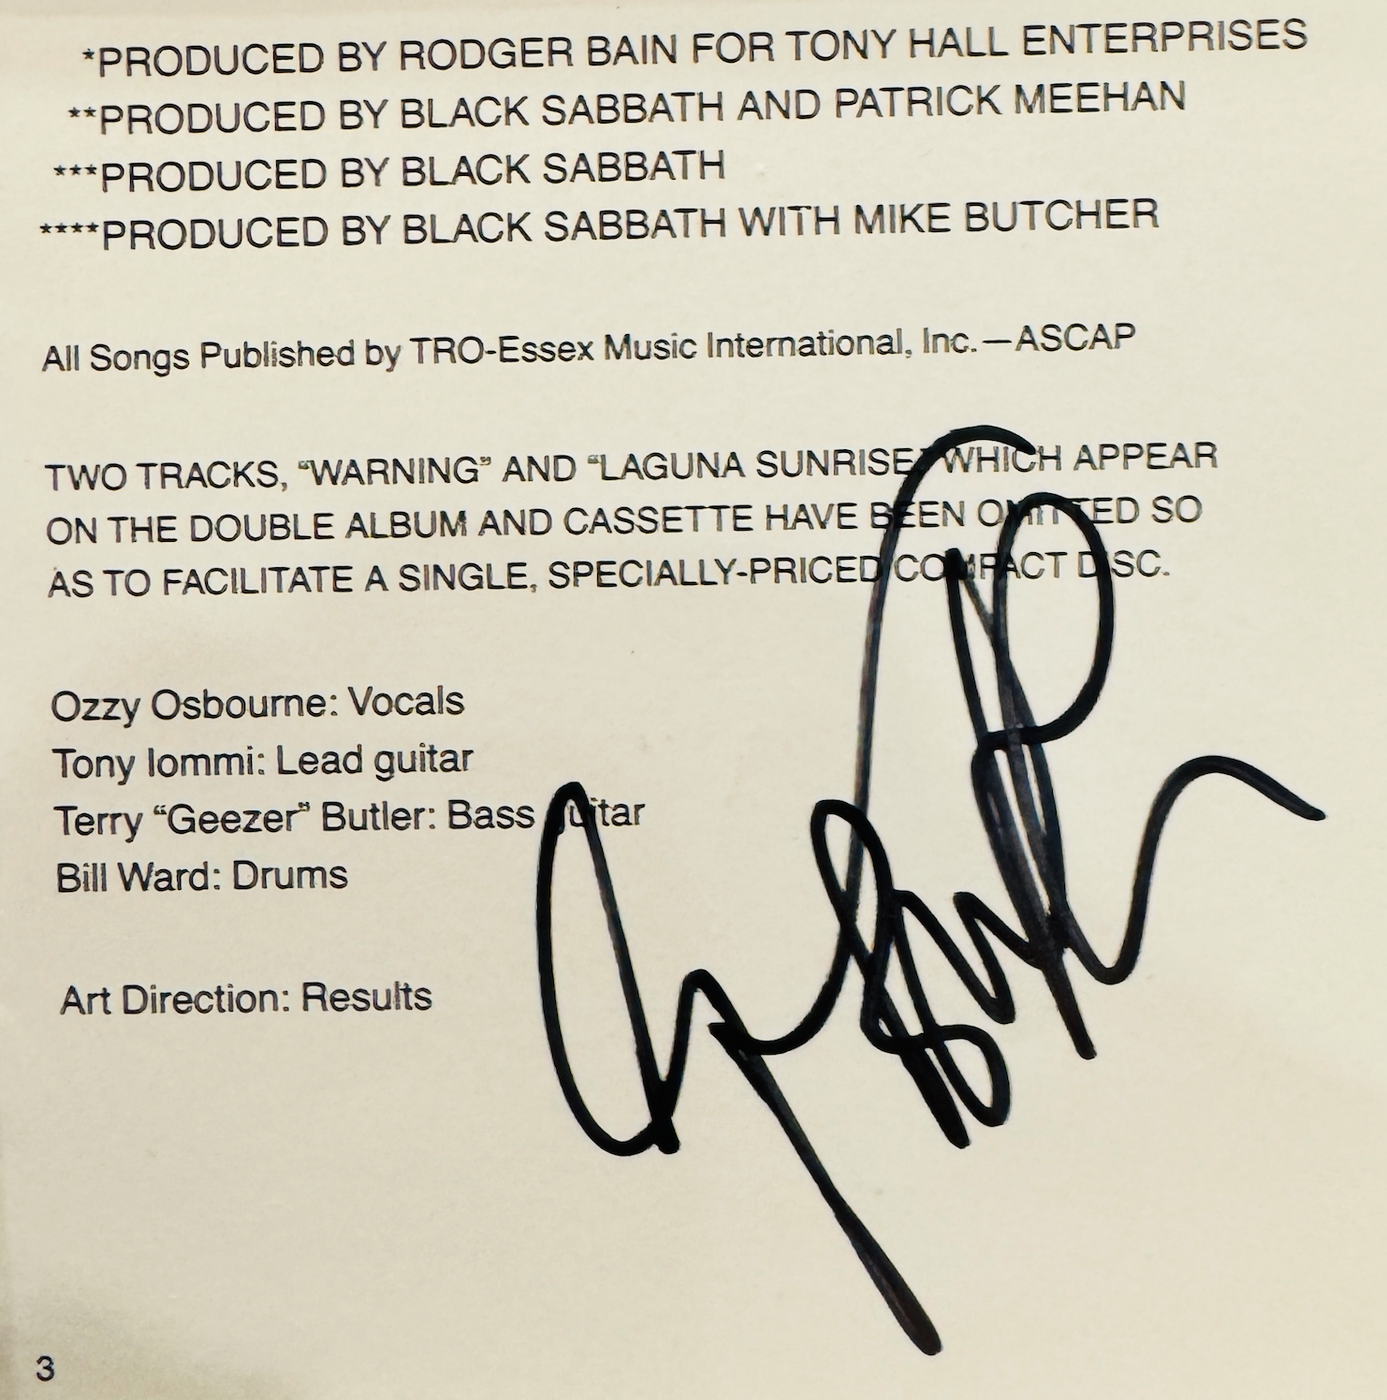 *PRODUCED BY RODGER BAIN FOR TONY HALL ENTERPRISES
**PRODUCED BY BLACK SABBATH AND PATRICK MEEHAN
***PRODUCED BY BLACK SABBATH
****PRODUCED BY BLACK SABBATH WITH MIKE BUTCHER
All Songs Published by TRO-Essex Music International, Inc.—ASCAP
TWO TRACKS, “WARNING” AND “LAGUNA SUNRISE” WHICH APPEAR
ON THE DOUBLE ALBUM AND CASSETTE HAVE BEEN OMITTED SO
AS TO FACILITATE A SINGLE, SPECIALLY-PRICED COMPACT DISC.
Ozzy Osbourne: Vocals
Tony Iommi: Lead guitar
Terry “Geezer” Butler: Bass guitar
Bill Ward: Drums
Art Direction: Results
3